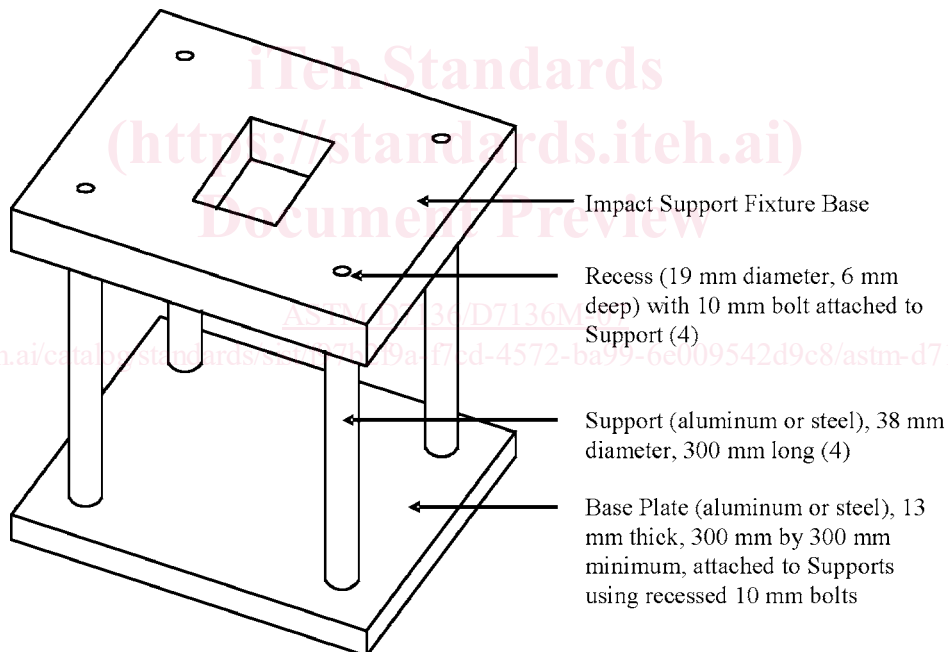 iTeh Standards
(https://standards.iteh.ai)
Document Preview
Impact Support Fixture Base
Recess (19 mm diameter, 6 mm
deep) with 10 mm bolt attached to
Support (4)
Support (aluminum or steel), 38 mm
diameter, 300 mm long (4)
Base Plate (aluminum or steel), 13
mm thick, 300 mm by 300 mm
minimum, attached to Supports
using recessed 10 mm bolts